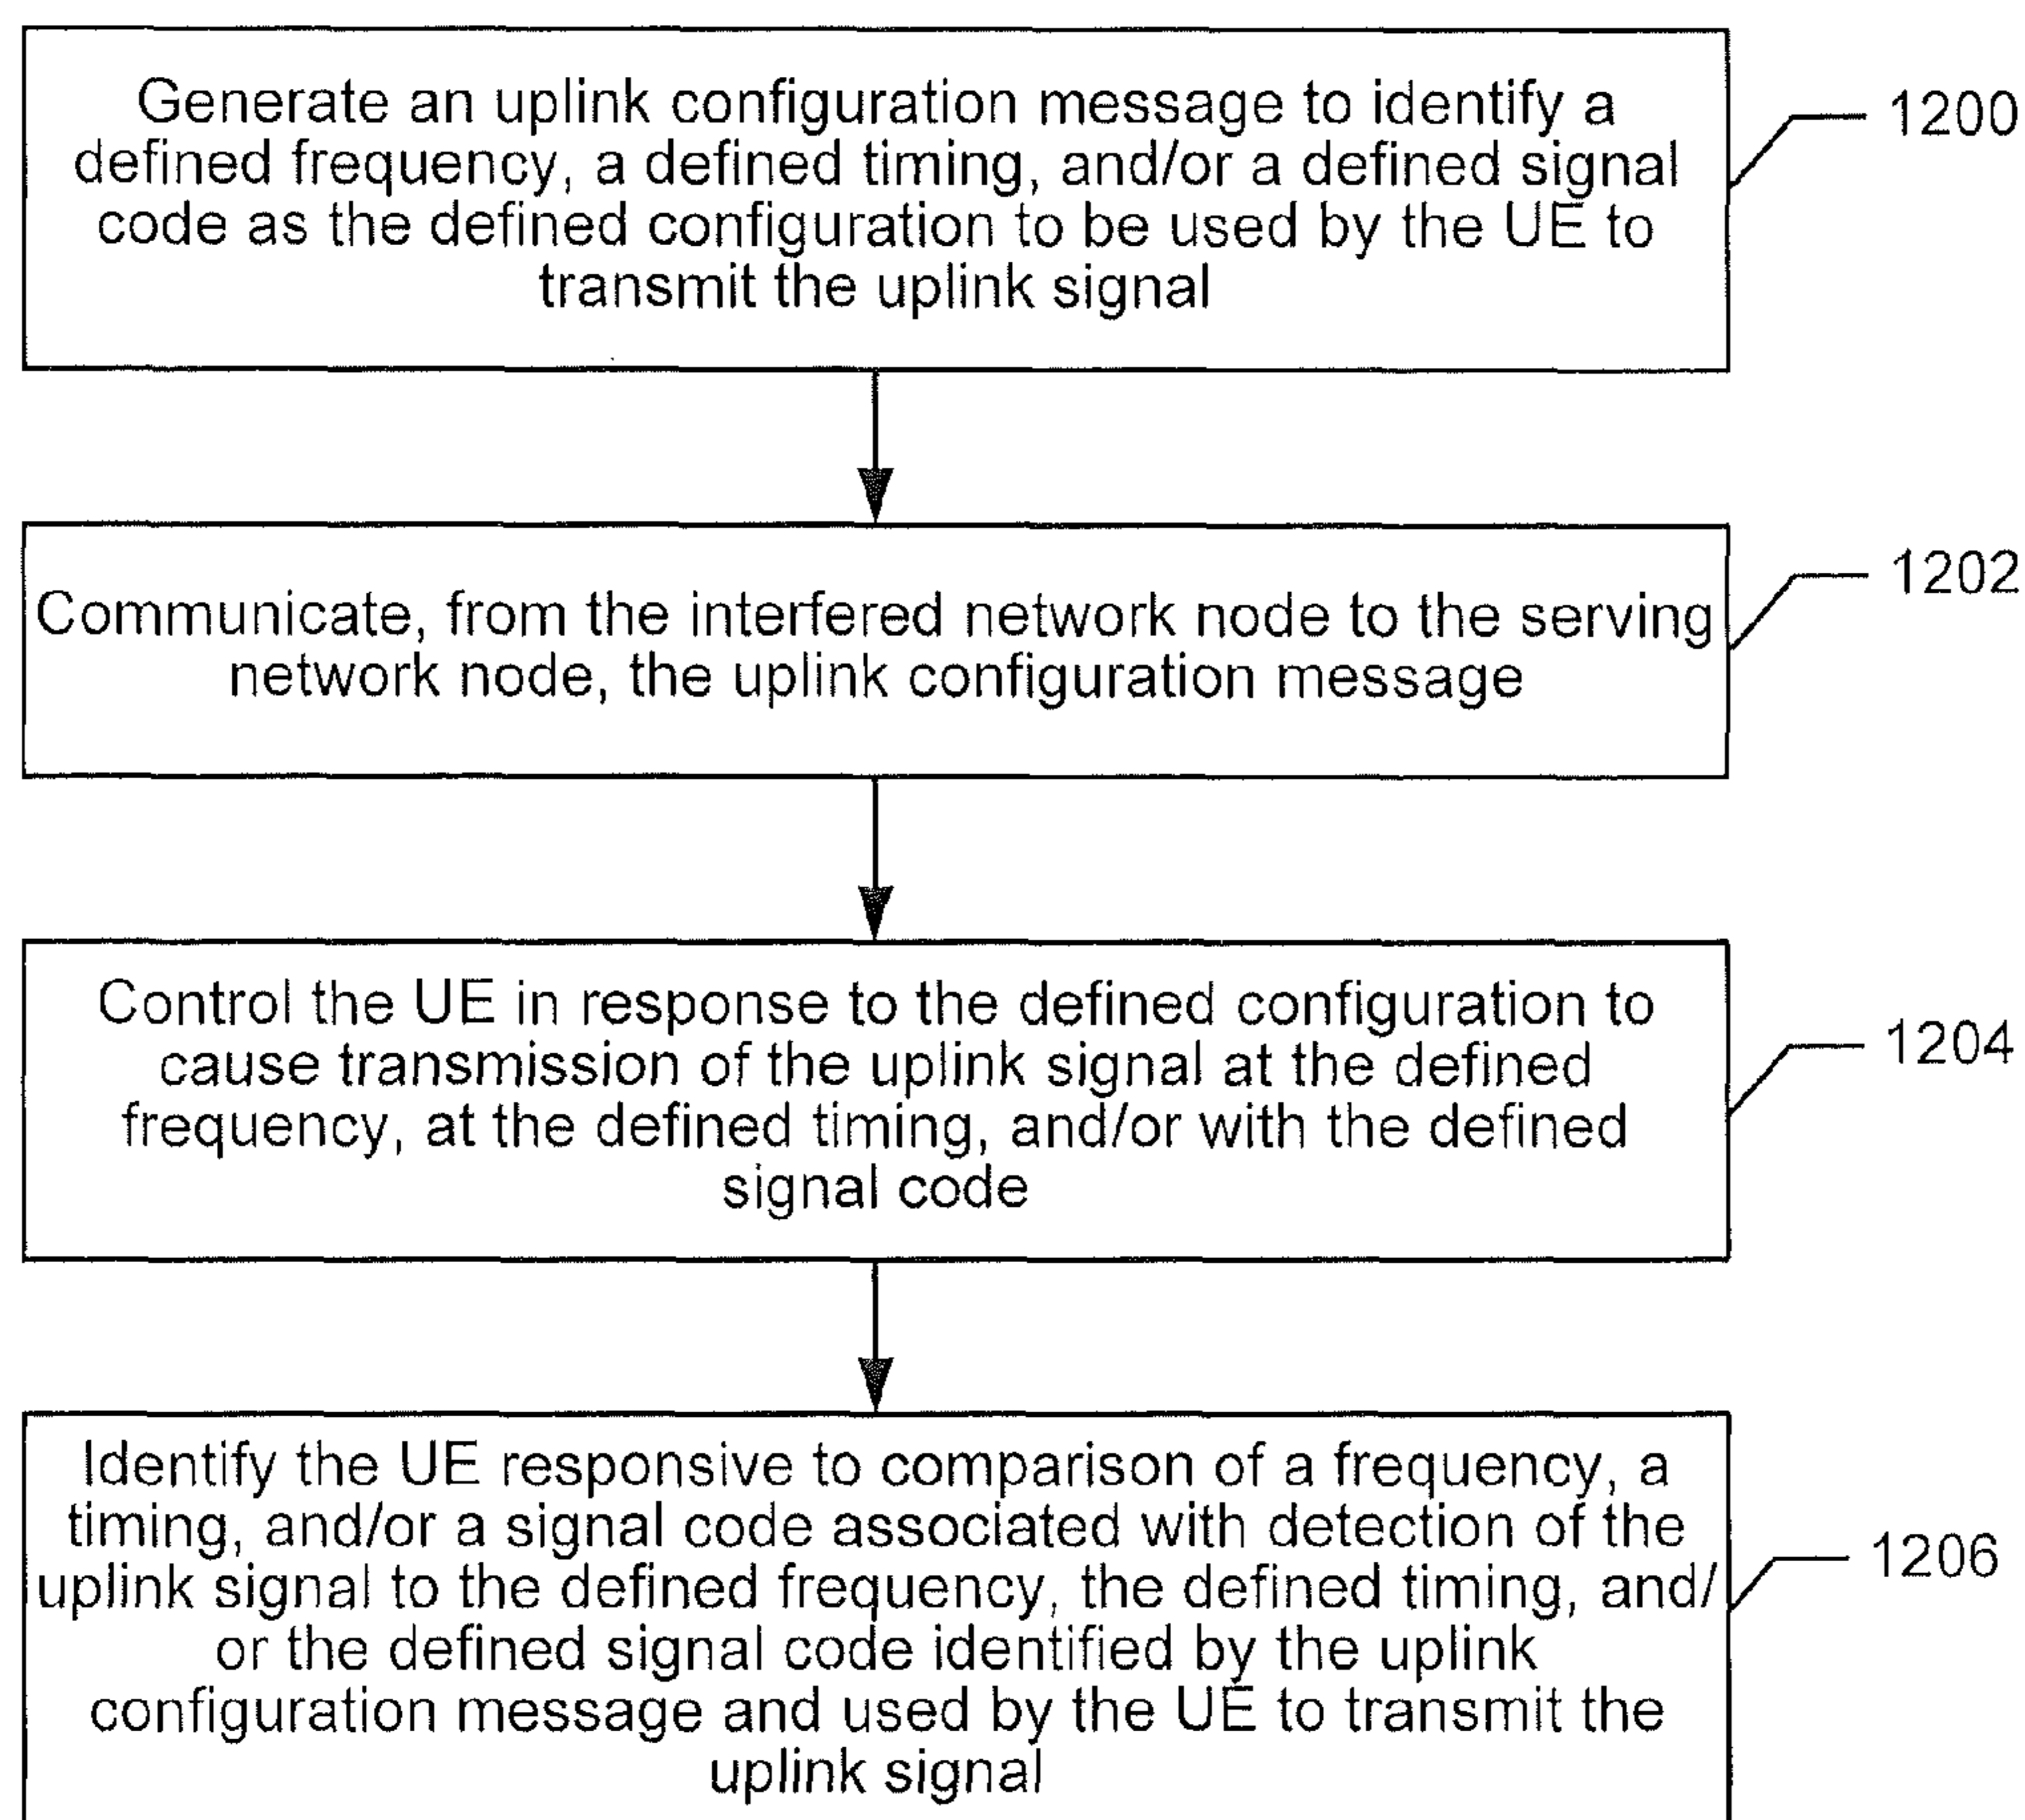 Generate an uplink configuration message to identify a
defined frequency, a defined timing, and/or a defined signal
code as the defined configuration to be used by the UE to
transmit the uplink signal
1200
Communicate, from the interfered network node to the serving
network node, the uplink configuration message
1202
Control the UE in response to the defined configuration to
cause transmission of the uplink signal at the defined
frequency, at the defined timing, and/or with the defined
signal code
1204
Identify the UE responsive to comparison of a frequency, a
timing, and/or a signal code associated with detection of the
uplink signal to the defined frequency, the defined timing, and/
or the defined signal code identified by the uplink
configuration message and used by the UE to transmit the
uplink signal
1206